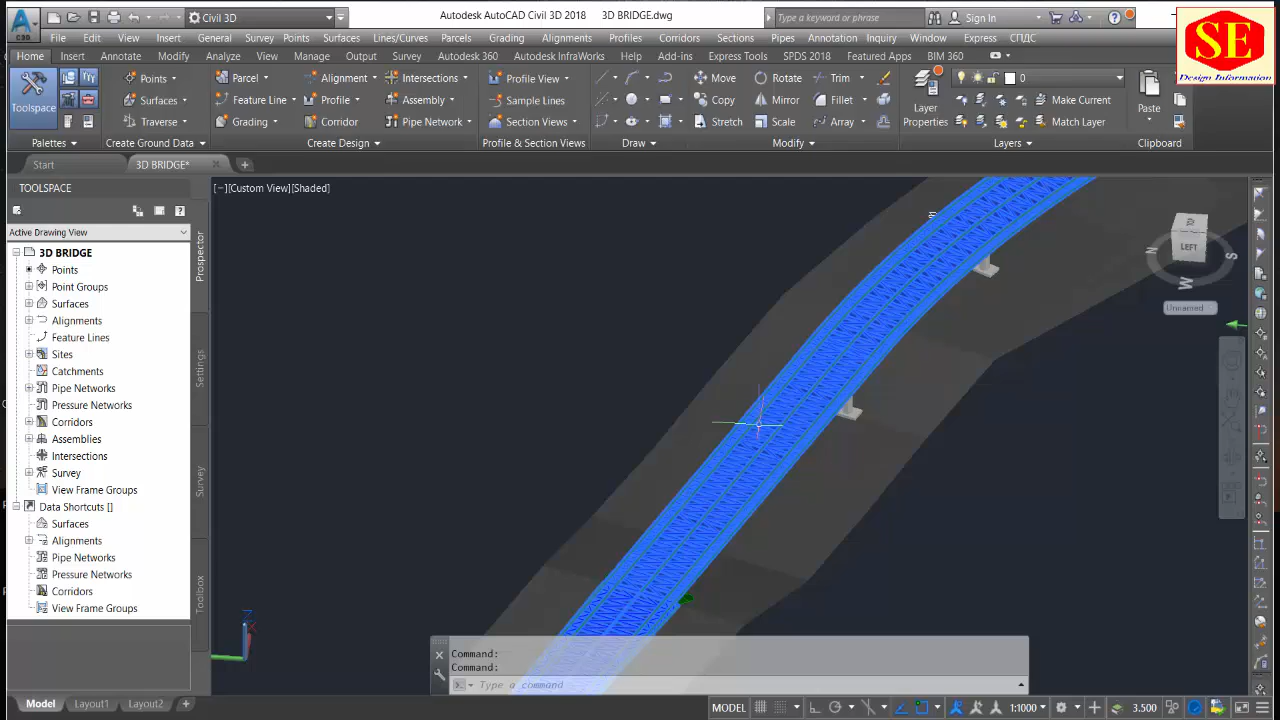 Civil 3D
Autodesk AutoCAD Civil 3D 2018 3D BRIDGE.dwg
Type a keyword or phrase
Sign In
SE
Design Information
C3D
File Edit View Insert General Survey Points Surfaces Lines/Curves Parcels Grading Alignments Profiles Corridors Sections Pipes Annotation Inquiry Window Express СПДС
Home Insert Annotate Modify Analyze View Manage Output Survey Autodesk 360 Autodesk InfraWorks Help Add-ins Express Tools SPDS 2018 Featured Apps BIM 360
Toolspace
Points
Surfaces
Traverse
Parcel
Feature Line
Grading
Alignment
Profile
Corridor
Intersections
Assembly
Pipe Network
Profile View
Sample Lines
Section Views
Move
Copy
Stretch
Rotate
Mirror
Scale
Trim
Fillet
Array
Layer
Properties
0
Make Current
Match Layer
Paste
Palettes Create Ground Data Create Design Profile & Section Views Draw Modify Layers Clipboard
Start 3D BRIDGE*
TOOLSPACE
[−][Custom View][Shaded]
Active Drawing View
3D BRIDGE
Points
Point Groups
Surfaces
Alignments
Feature Lines
Sites
Catchments
Pipe Networks
Pressure Networks
Corridors
Assemblies
Intersections
Survey
View Frame Groups
Data Shortcuts []
Surfaces
Alignments
Pipe Networks
Pressure Networks
Corridors
View Frame Groups
Prospector
Settings
Survey
Toolbox
LEFT
N
S
W
Unnamed
Z
X
Command:
Command:
Type a command
Model Layout1 Layout2
MODEL
1:1000
3.500